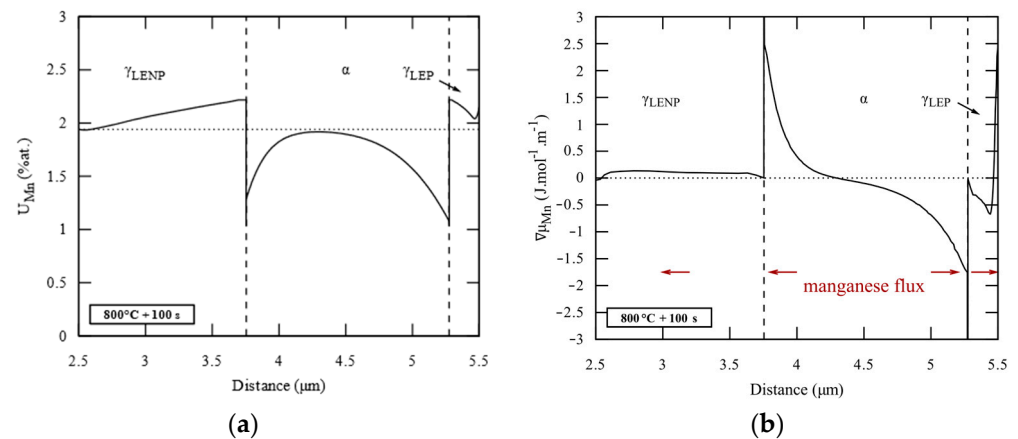 3
2.5
2
1.5
1
0.5
0
U_Mn (%at.)
γ_LENP
α
γ_LEP
800°C + 100 s
2.5 3 3.5 4 4.5 5 5.5
Distance (μm)
(a)
3
2.5
2
1.5
1
0.5
0
−0.5
−1
−1.5
−2
−2.5
−3
∇μ_Mn (J.mol⁻¹.m⁻¹)
γ_LENP
α
γ_LEP
manganese flux
800°C + 100 s
2.5 3 3.5 4 4.5 5 5.5
Distance (μm)
(b)